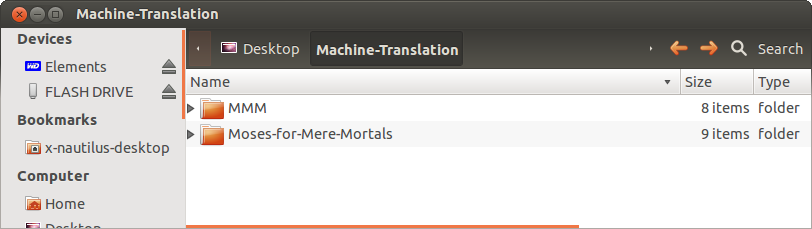 Machine-Translation
Devices
Elements
FLASH DRIVE
Bookmarks
x-nautilus-desktop
Computer
Home
Desktop
Desktop Machine-Translation Search
Name Size Type
MMM 8 items folder
Moses-for-Mere-Mortals 9 items folder